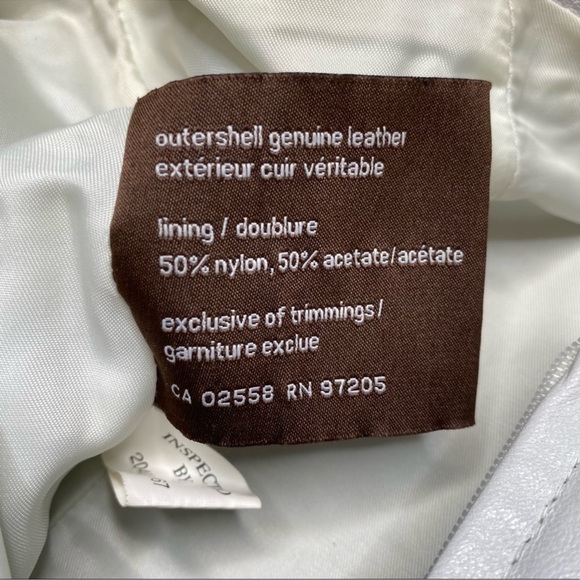 outershell genuine leather
extérieur cuir véritable
lining / doublure
50% nylon, 50% acetate/acétate
exclusive of trimmings/
garniture exclue
CA 02558 RN 97205